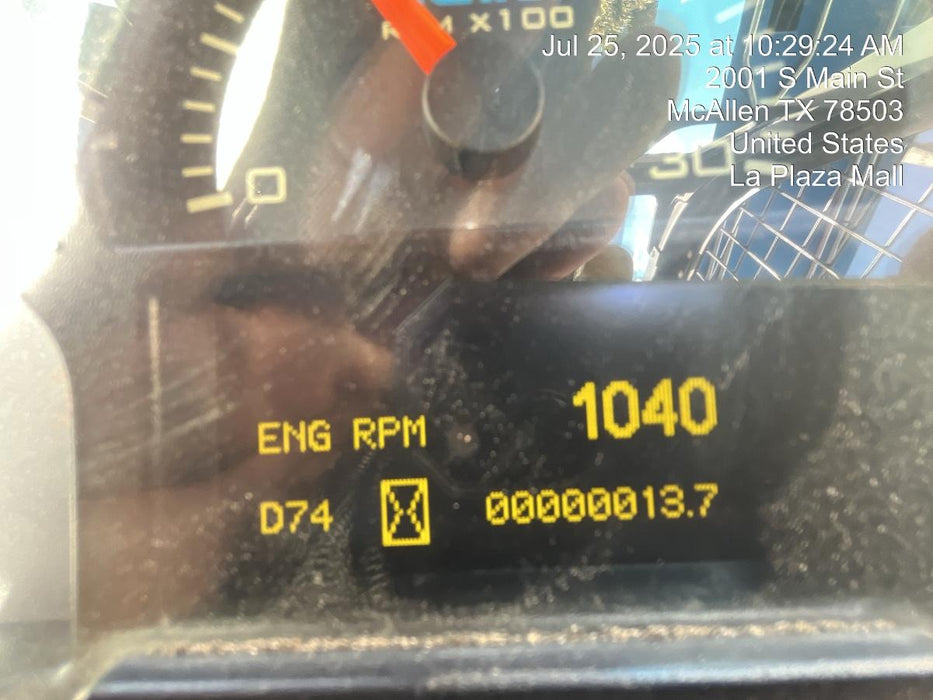 RPM X100
Jul 25, 2025 at 10:29:24 AM
2001 S Main St
McAllen TX 78503
United States
La Plaza Mall
0
30
ENG RPM 1040
D74 00000013.7